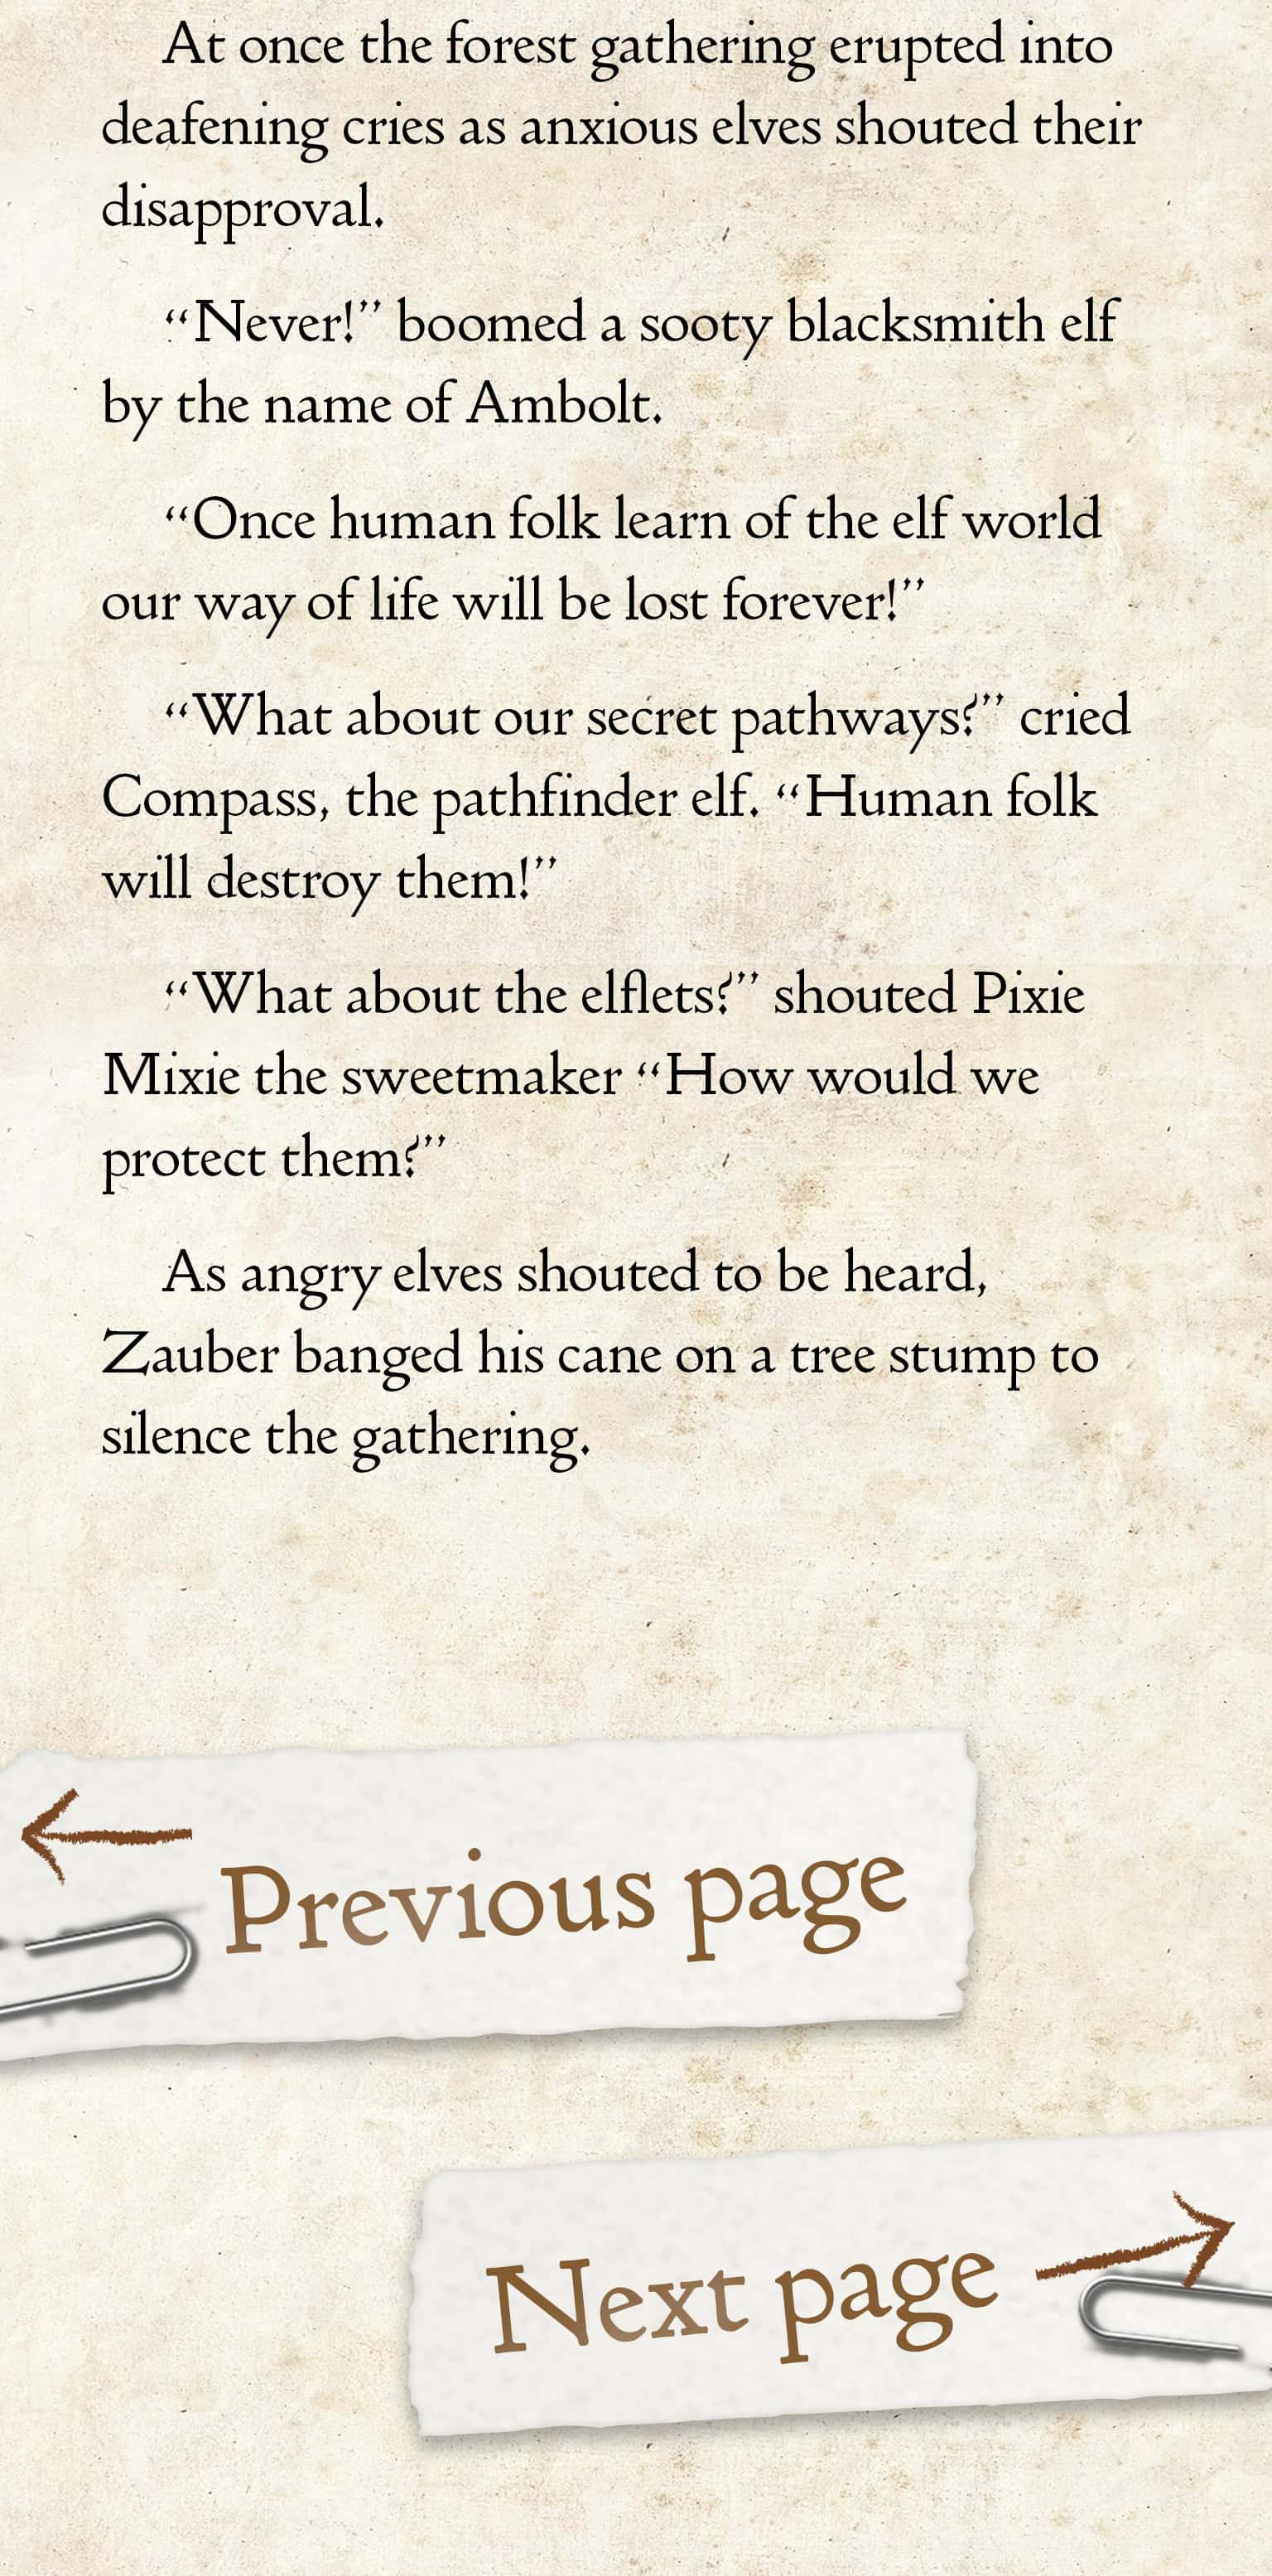 At once the forest gathering erupted into
deafening cries as anxious elves shouted their
disapproval.
“Never!” boomed a sooty blacksmith elf
by the name of Ambolt.
“Once human folk learn of the elf world
our way of life will be lost forever!”
“What about our secret pathways?” cried
Compass, the pathfinder elf. “Human folk
will destroy them!”
“What about the elflets?” shouted Pixie
Mixie the sweetmaker “How would we
protect them?”
As angry elves shouted to be heard,
Zauber banged his cane on a tree stump to
silence the gathering.
Previous page
Next page